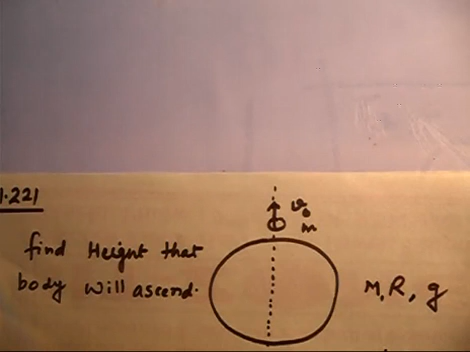 1.221
v₀
m
find Height that
body will ascend.
M, R, g